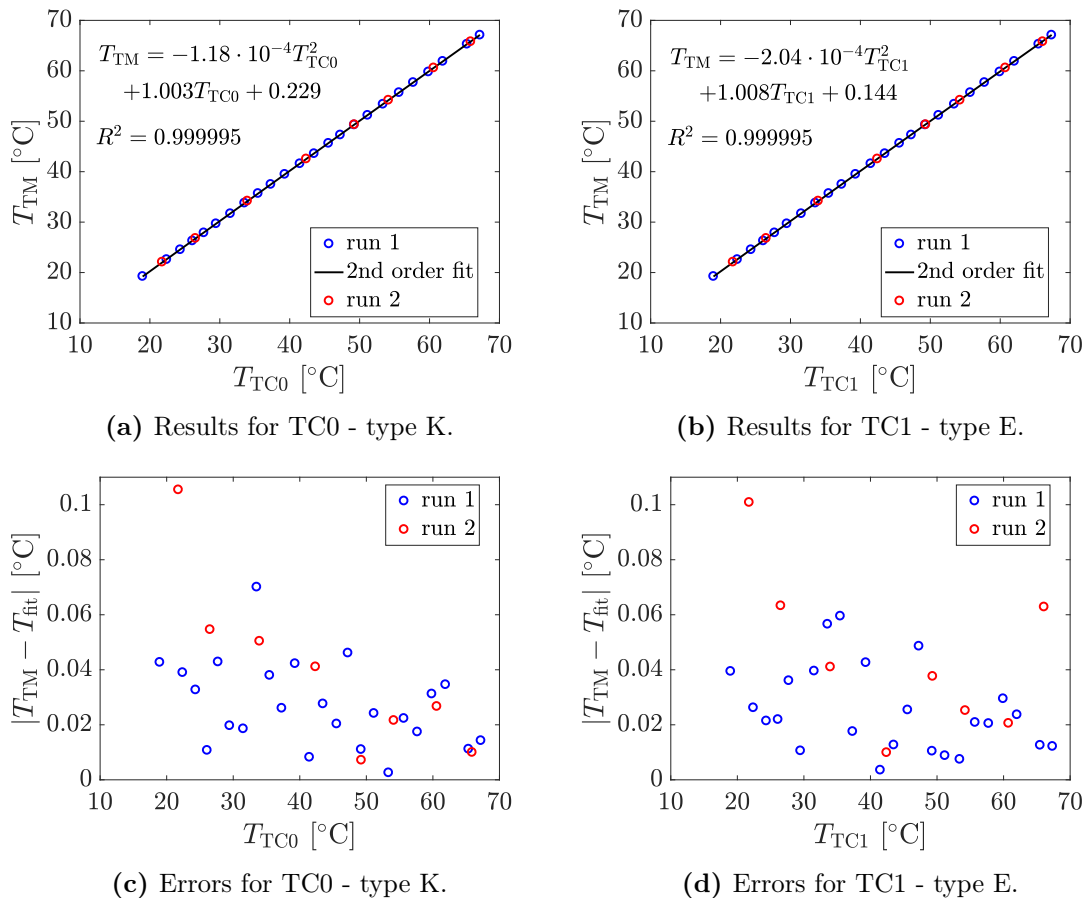 70
60
50
40
30
20
10
T_TM [°C]
T_TM = −1.18 · 10^−4 T²_TC0
+1.003T_TC0 + 0.229
R² = 0.999995
run 1
2nd order fit
run 2
10 20 30 40 50 60 70
T_TC0 [°C]
(a) Results for TC0 - type K.
70
60
50
40
30
20
10
T_TM [°C]
T_TM = −2.04 · 10^−4 T²_TC1
+1.008T_TC1 + 0.144
R² = 0.999995
run 1
2nd order fit
run 2
10 20 30 40 50 60 70
T_TC1 [°C]
(b) Results for TC1 - type E.
0.1
0.08
0.06
0.04
0.02
0
|T_TM − T_fit| [°C]
run 1
run 2
10 20 30 40 50 60 70
T_TC0 [°C]
(c) Errors for TC0 - type K.
0.1
0.08
0.06
0.04
0.02
0
|T_TM − T_fit| [°C]
run 1
run 2
10 20 30 40 50 60 70
T_TC1 [°C]
(d) Errors for TC1 - type E.